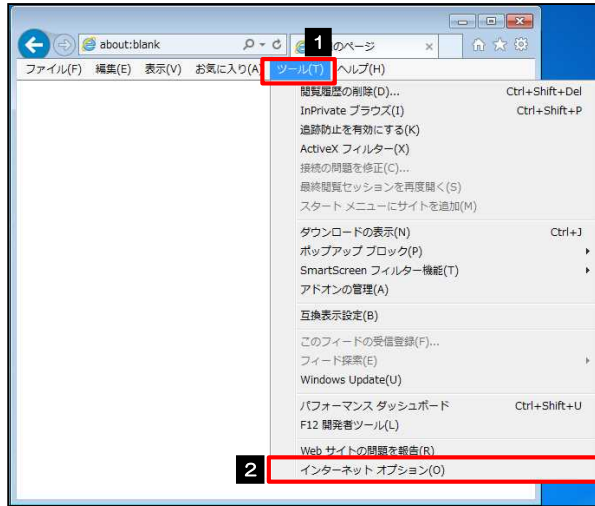 about:blank
1
のページ
ファイル(F) 編集(E) 表示(V) お気に入り(A) ツール(T) ヘルプ(H)
閲覧履歴の削除(D)... Ctrl+Shift+Del
InPrivate ブラウズ(I) Ctrl+Shift+P
追跡防止を有効にする(K)
ActiveX フィルター(X)
接続の問題を修正(C)...
最終閲覧セッションを再度開く(S)
スタート メニューにサイトを追加(M)
ダウンロードの表示(N) Ctrl+J
ポップアップ ブロック(P)
SmartScreen フィルター機能(T)
アドオンの管理(A)
互換表示設定(B)
このフィードの受信登録(F)...
フィード探索(E)
Windows Update(U)
パフォーマンス ダッシュボード Ctrl+Shift+U
F12 開発者ツール(L)
Web サイトの問題を報告(R)
2
インターネット オプション(O)